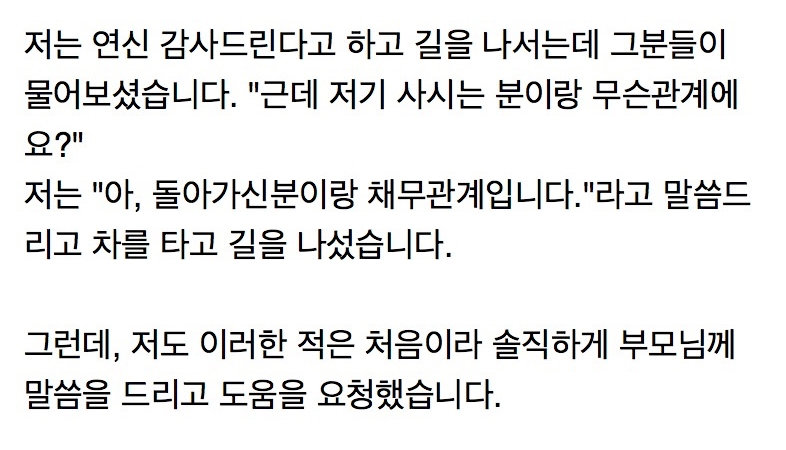 저는 연신 감사드린다고 하고 길을 나서는데 그분들이
물어보셨습니다. "근데 저기 사시는 분이랑 무슨관계에
요?"
저는 "아, 돌아가신분이랑 채무관계입니다."라고 말씀드
리고 차를 타고 길을 나섰습니다.
그런데, 저도 이러한 적은 처음이라 솔직하게 부모님께
말씀을 드리고 도움을 요청했습니다.